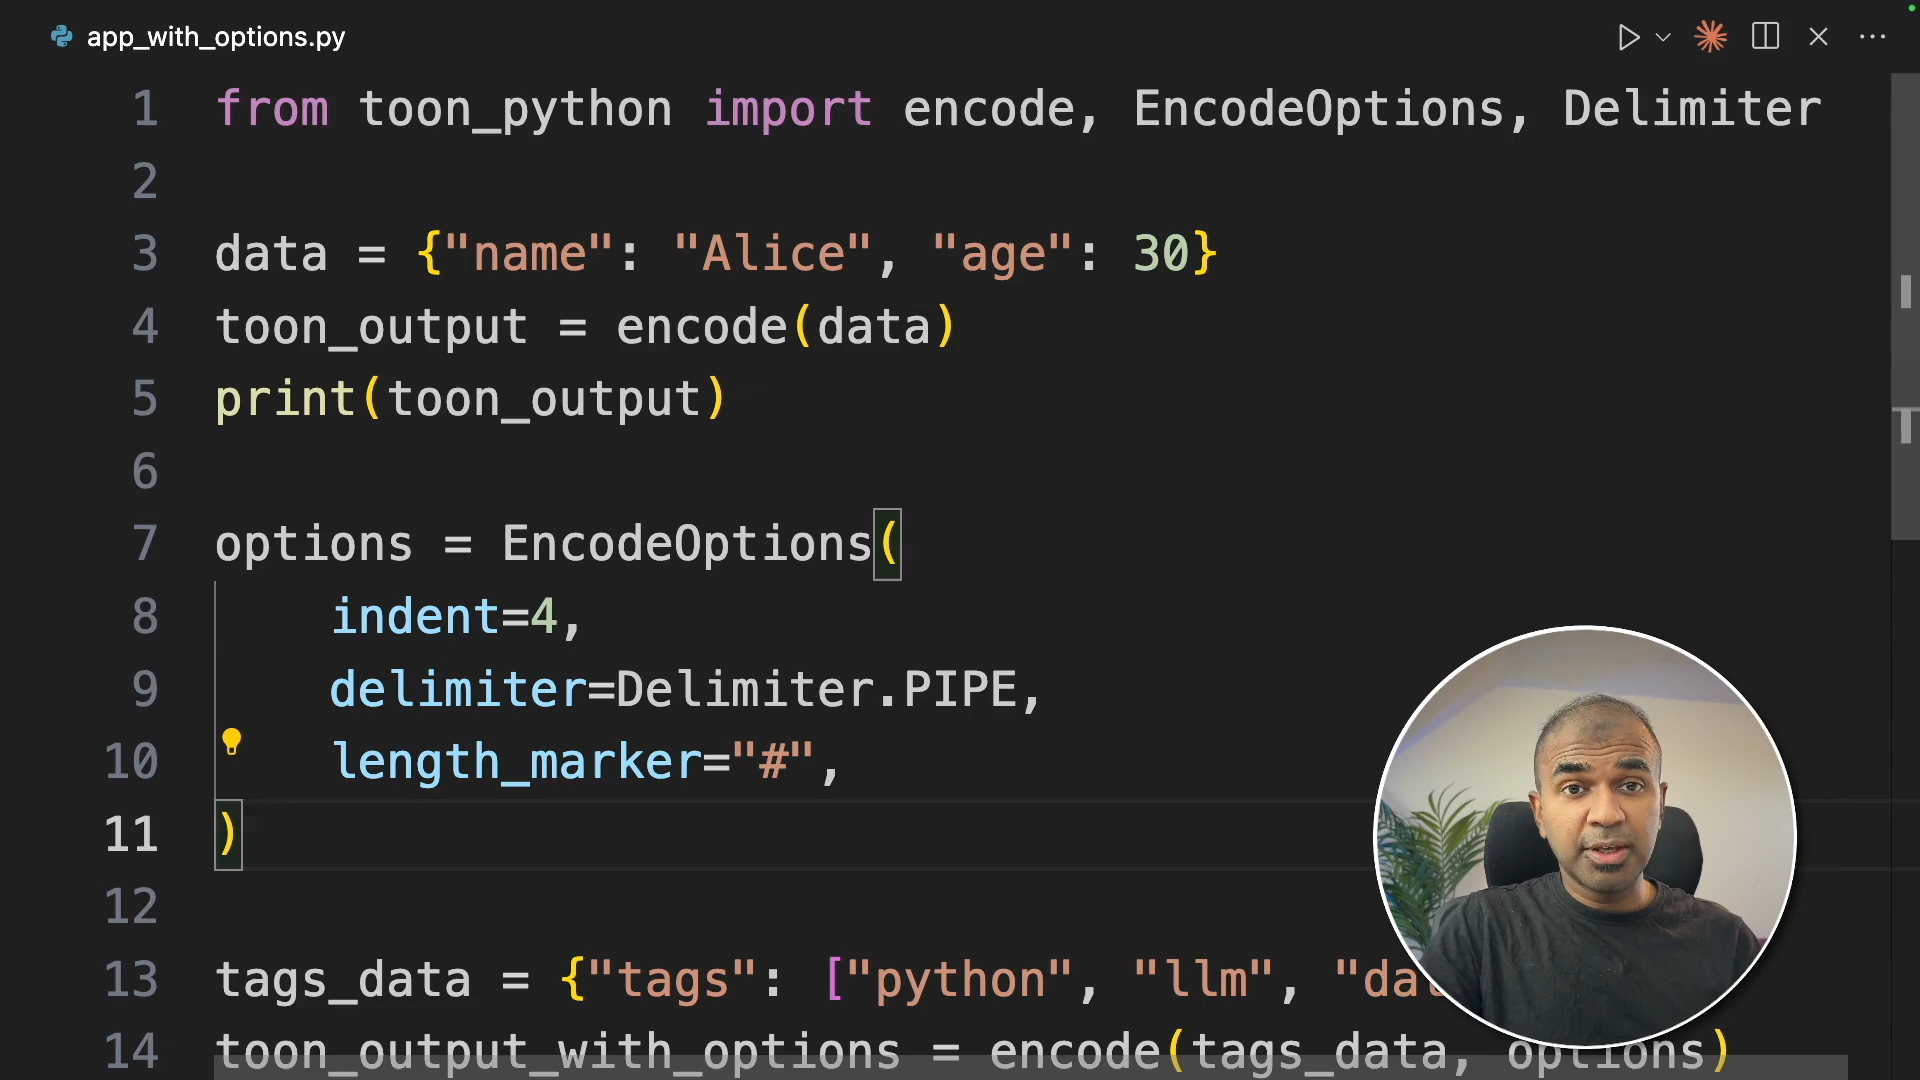 app_with_options.py
1 from toon_python import encode, EncodeOptions, Delimiter
2
3 data = {"name": "Alice", "age": 30}
4 toon_output = encode(data)
5 print(toon_output)
6
7 options = EncodeOptions(
8 indent=4,
9 delimiter=Delimiter.PIPE,
10 length_marker="#",
11 )
12
13 tags_data = {"tags": ["python", "llm",
14 toon_output_with_options = encode(tags_data, options)